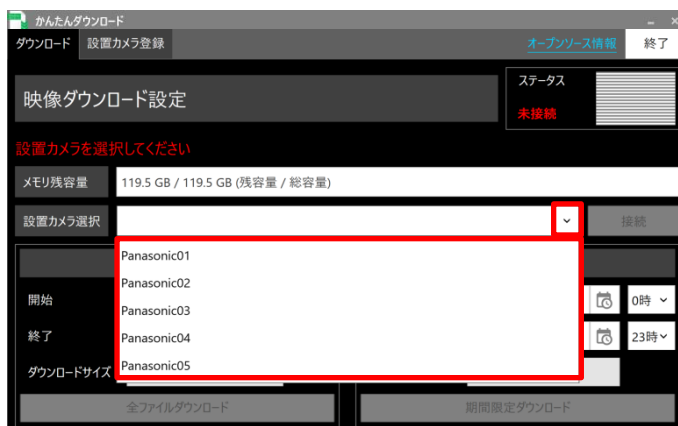 かんたんダウンロード
ダウンロード 設置カメラ登録 オープンソース情報 終了
映像ダウンロード設定
ステータス
未接続
設置カメラを選択してください
メモリ残容量 119.5 GB / 119.5 GB (残容量 / 総容量)
設置カメラ選択 接続
Panasonic01
Panasonic02
開始 Panasonic03 0時
終了 Panasonic04 23時
ダウンロードサイズ Panasonic05
全ファイルダウンロード 期間限定ダウンロード